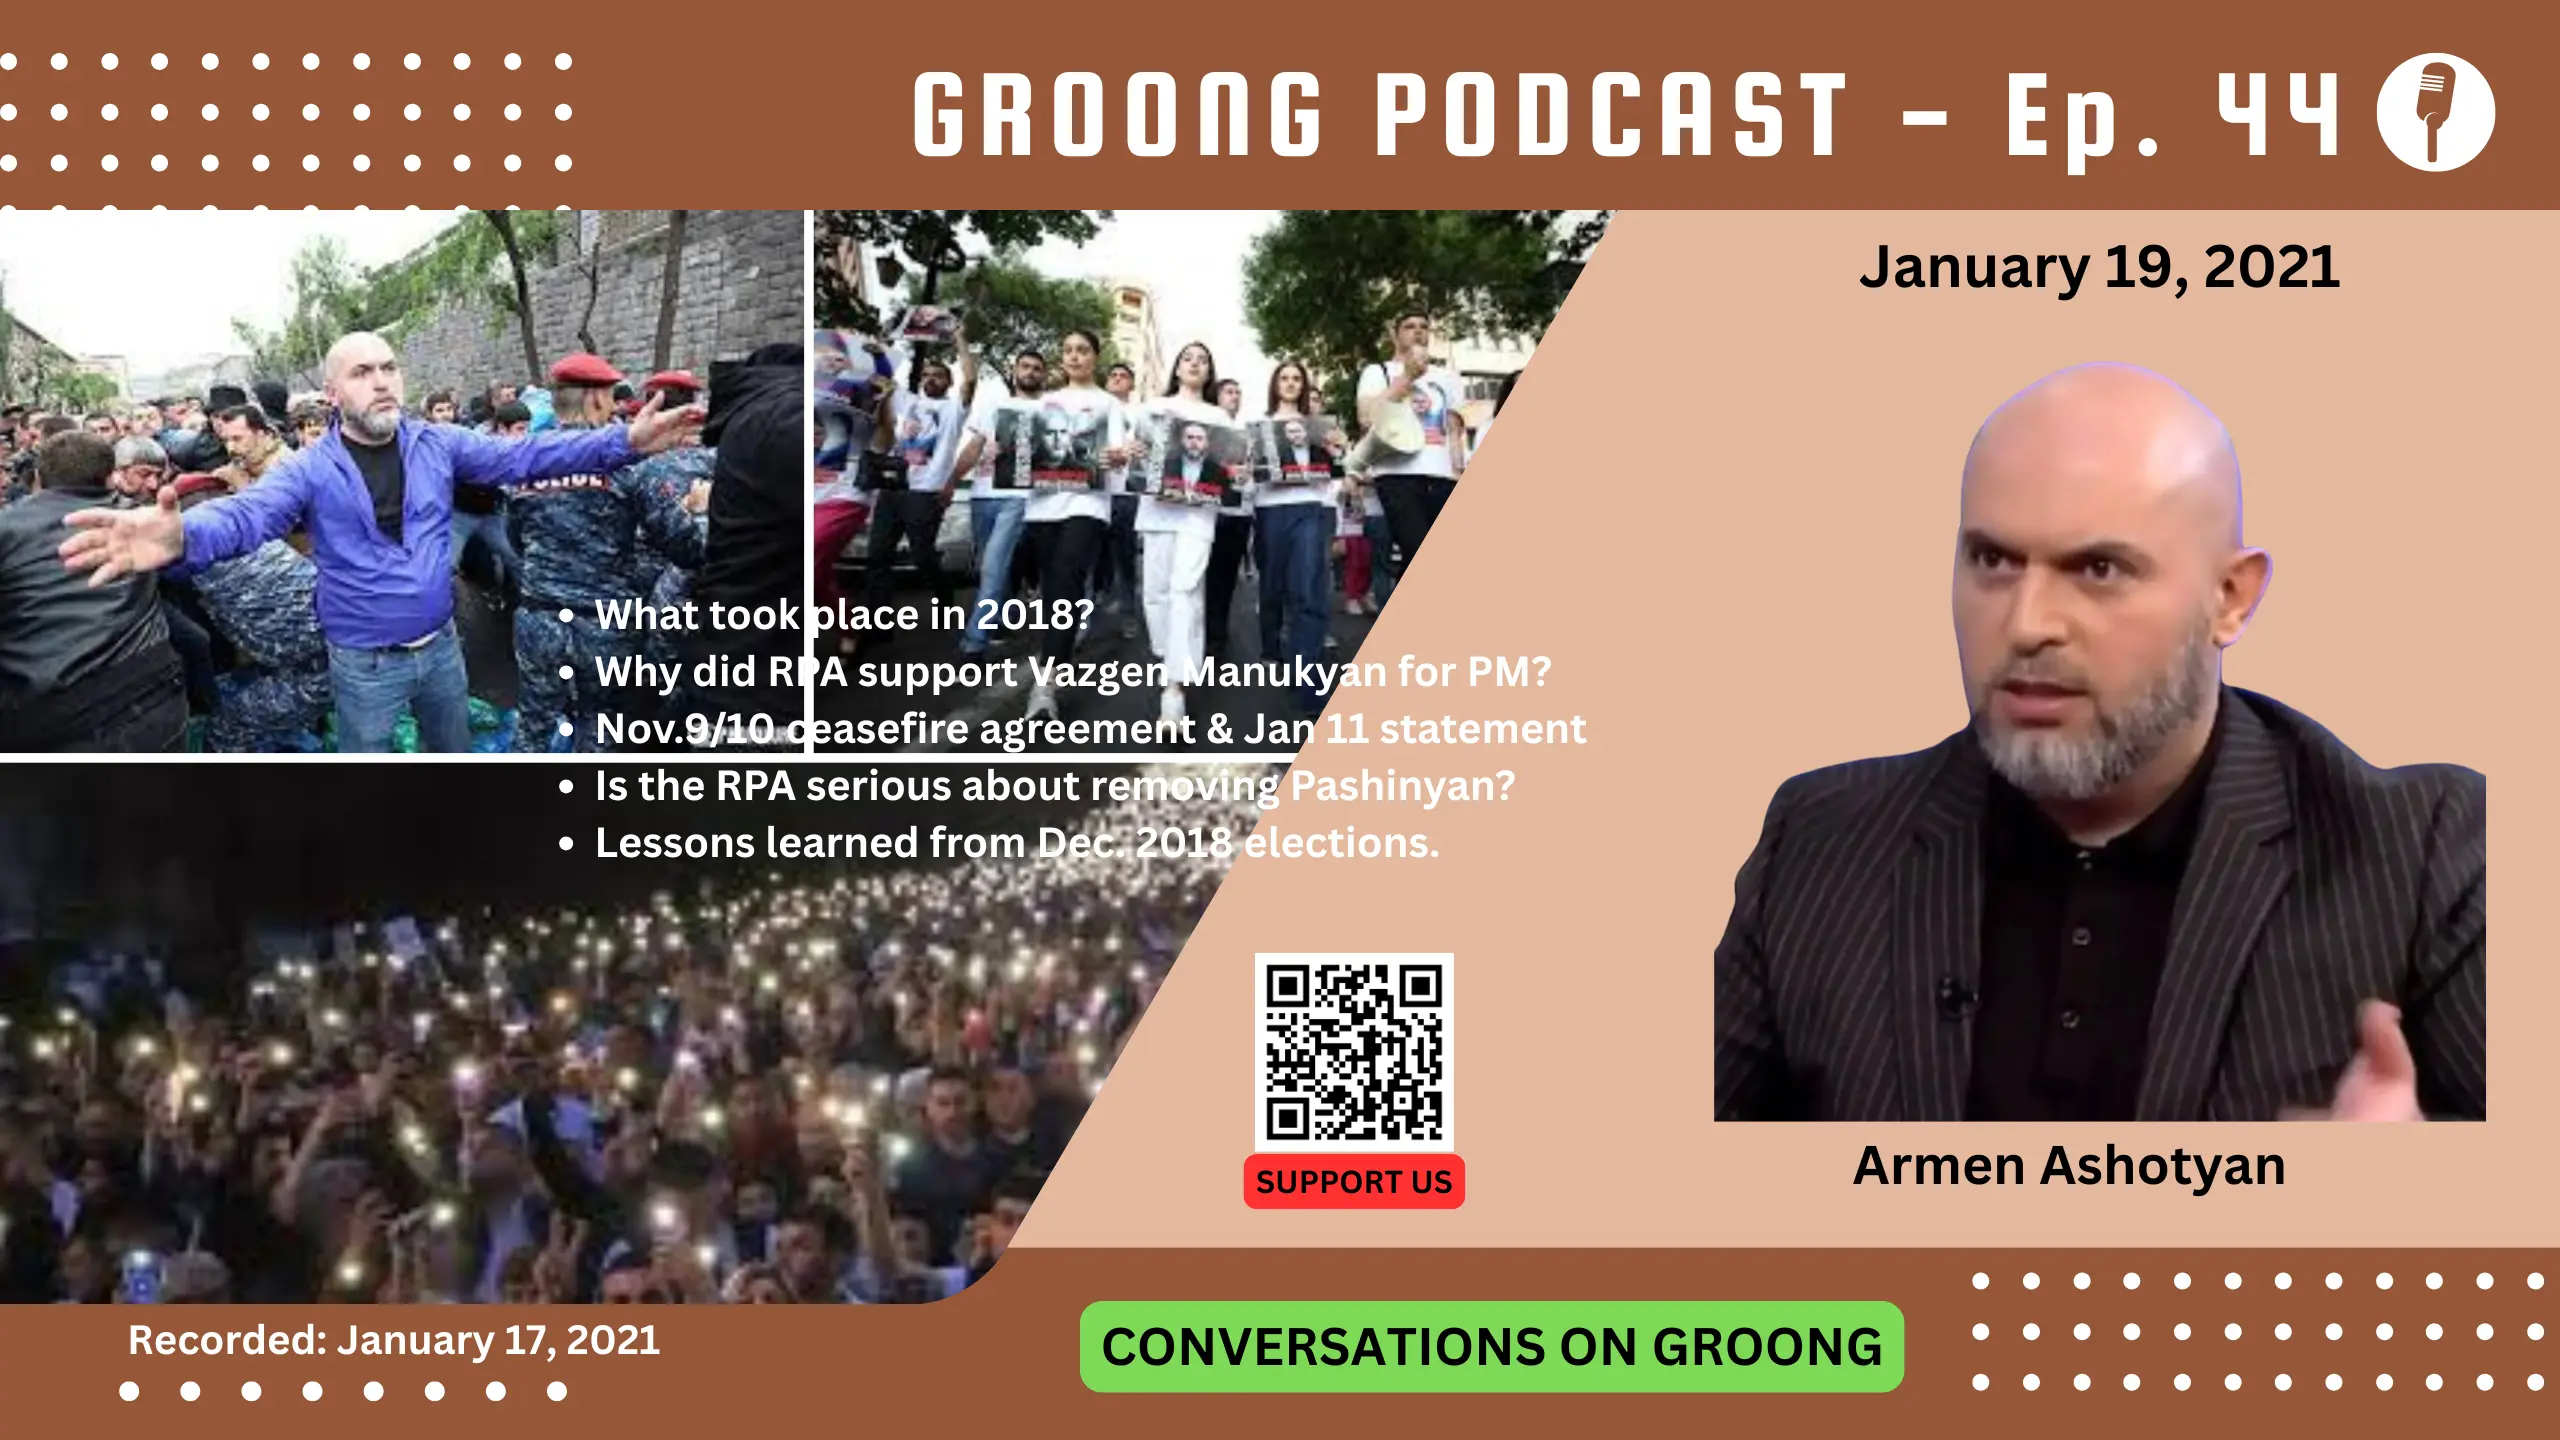 GROONG PODCAST - Ep. 44
January 19, 2021
• What took place in 2018?
• Why did RPA support Vazgen Manukyan for PM?
• Nov.9/10 ceasefire agreement & Jan 11 statement
• Is the RPA serious about removing Pashinyan?
• Lessons learned from Dec. 2018 elections.
SUPPORT US
Armen Ashotyan
Recorded: January 17, 2021
CONVERSATIONS ON GROONG